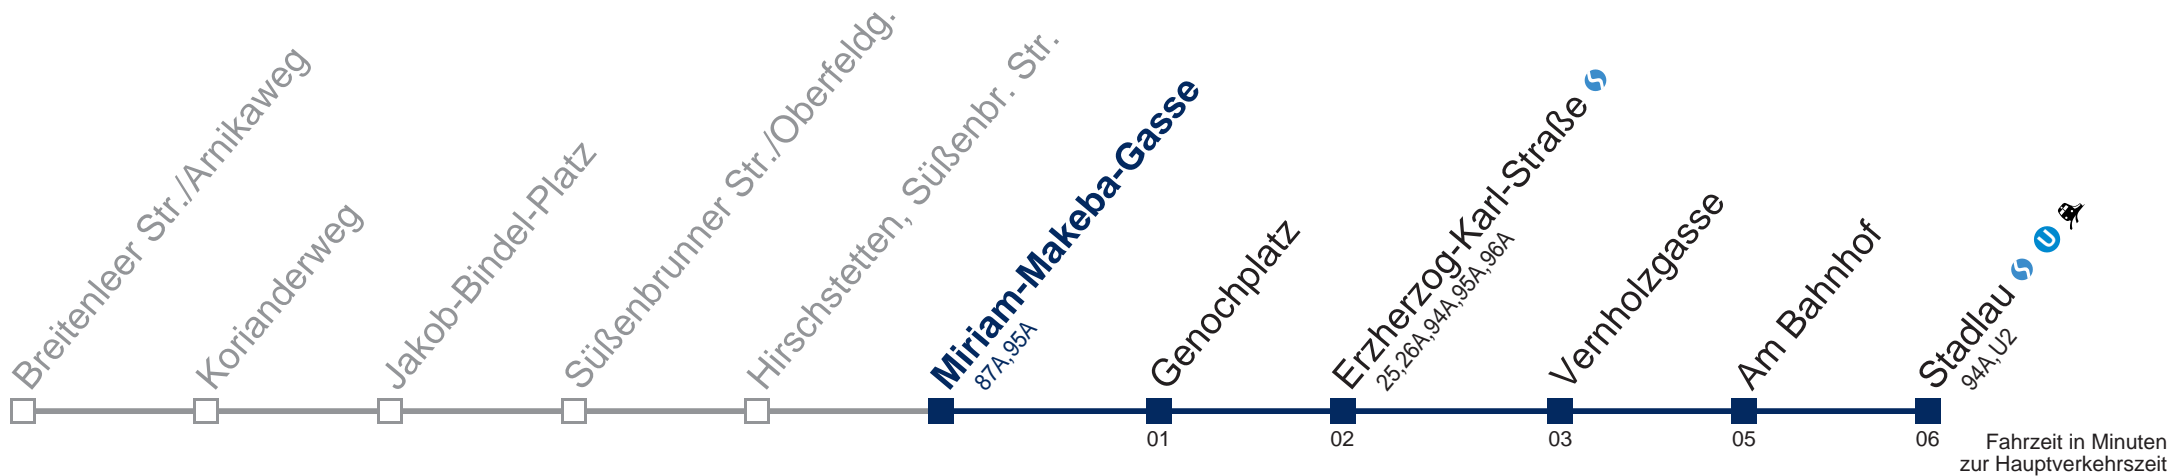 Breitenleer Str./Arnikaweg
Korianderweg
Jakob-Bindel-Platz
Süßenbrunner Str./Oberfeldg.
Hirschstetten, Süßenbr. Str.
Miriam-Makeba-Gasse
87A,95A
Genochplatz
01
Erzherzog-Karl-Straße S
25,26A,94A,95A,96A
02
Vernholzgasse
03
Am Bahnhof
05
Stadlau S U
94A,U2
06
Fahrzeit in Minuten
zur Hauptverkehrszeit